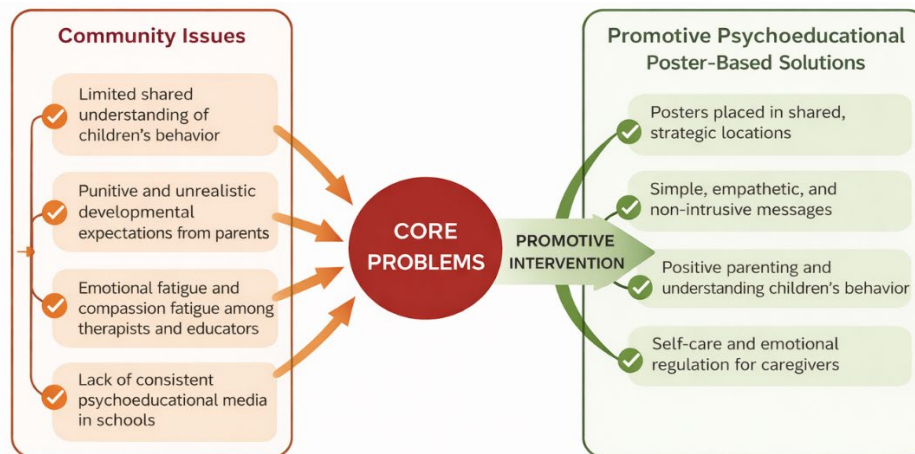 Community Issues
Limited shared
understanding of
children's behavior
Punitive and unrealistic
developmental
expectations from parents
Emotional fatigue and
compassion fatigue among
therapists and educators
Lack of consistent
psychoeducational media
in schools
CORE
PROBLEMS
PROMOTIVE
INTERVENTION
Promotive Psychoeducational
Poster-Based Solutions
Posters placed in shared,
strategic locations
Simple, empathetic, and
non-intrusive messages
Positive parenting and
understanding children's behavior
Self-care and emotional
regulation for caregivers